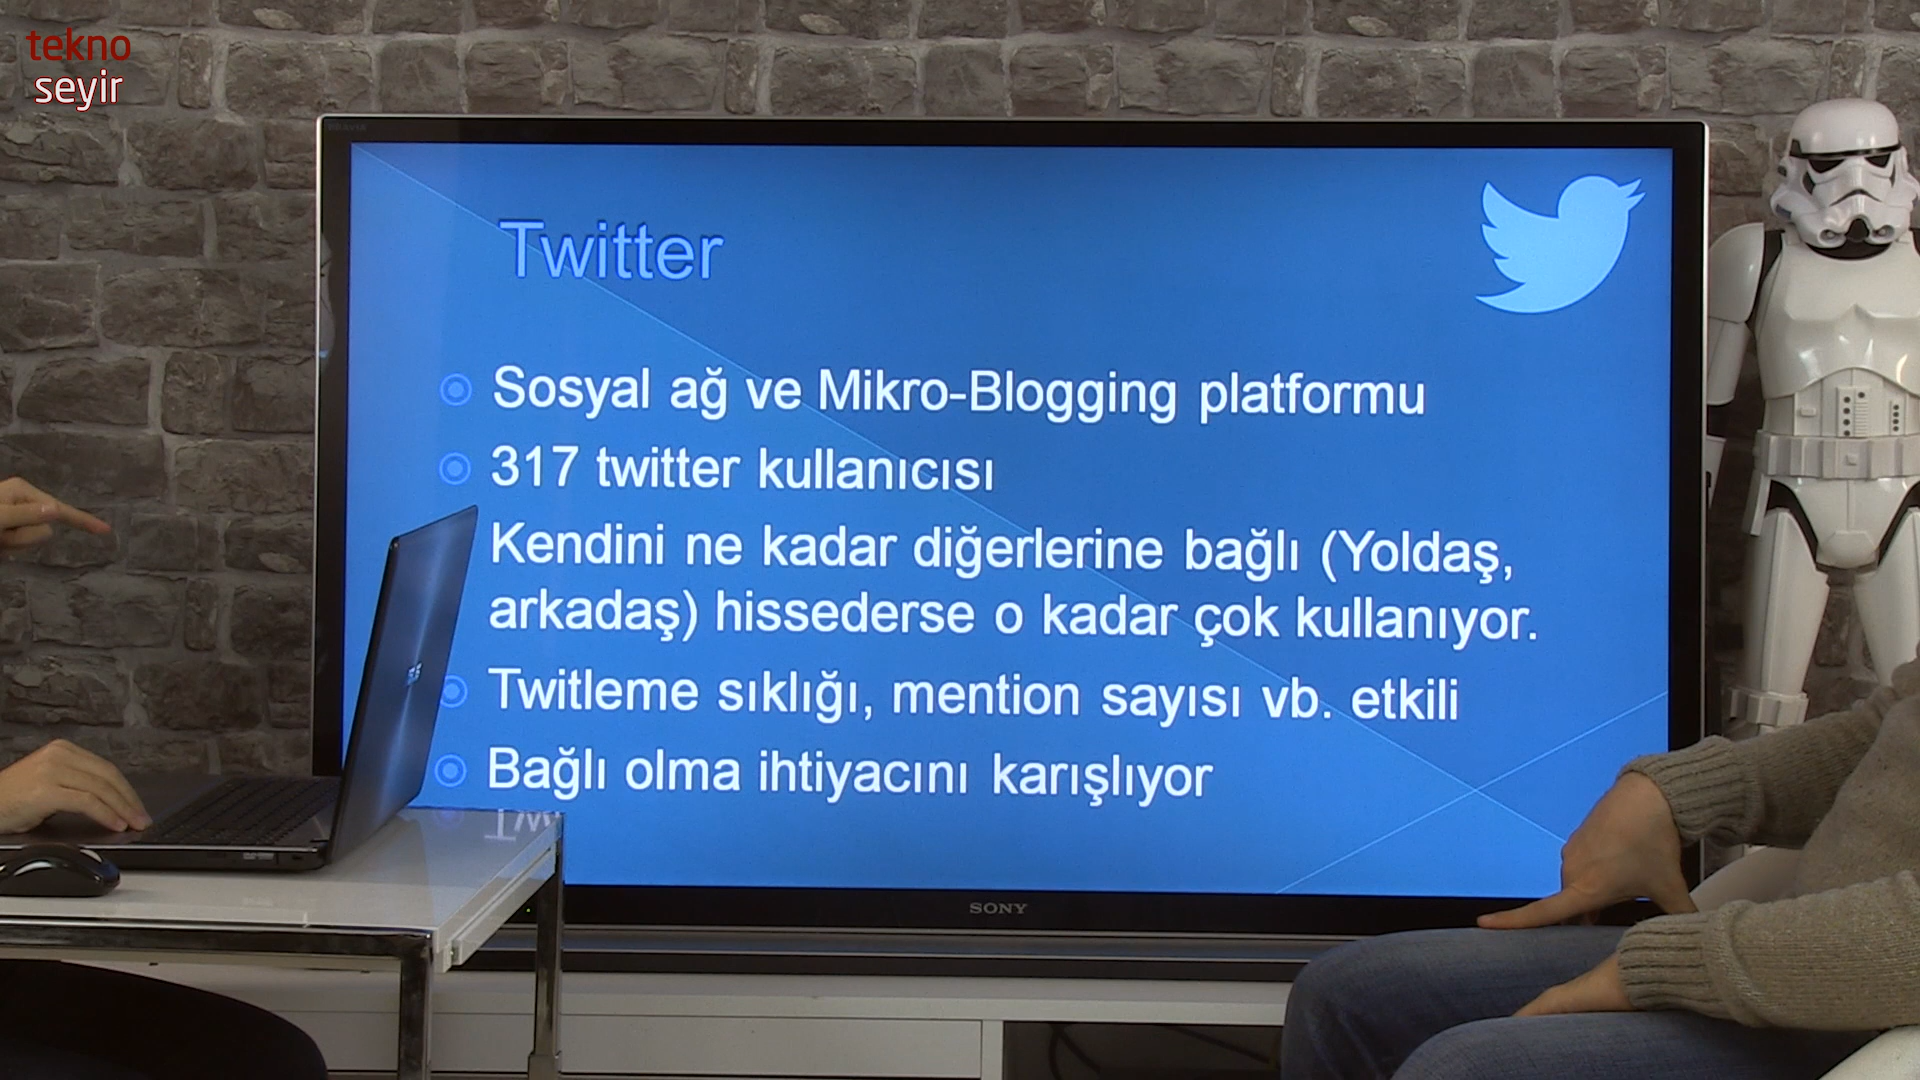 tekno
seyir
BRAVIA
Twitter
Sosyal ağ ve Mikro-Blogging platformu
317 twitter kullanıcısı
Kendini ne kadar diğerlerine bağlı (Yoldaş,
arkadaş) hissederse o kadar çok kullanıyor.
Twitleme sıklığı, mention sayısı vb. etkili
Bağlı olma ihtiyacını karışlıyor
SONY